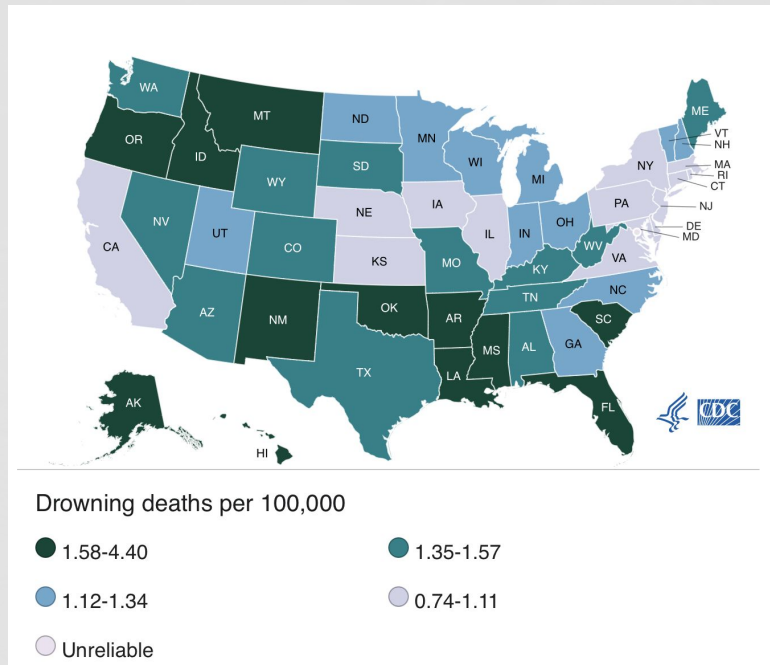 WA
MT
ND
MN
ME
VT
NH
OR
ID
SD
WI
MI
NY
MA
RI
CT
WY
NE
IA
PA
NJ
NV
UT
CO
IL
IN
OH
DE
MD
CA
KS
MO
KY
WV
VA
AZ
NM
OK
AR
TN
NC
SC
TX
LA
MS
AL
GA
AK
HI
FL
CDC
Drowning deaths per 100,000
1.58-4.40
1.35-1.57
1.12-1.34
0.74-1.11
Unreliable